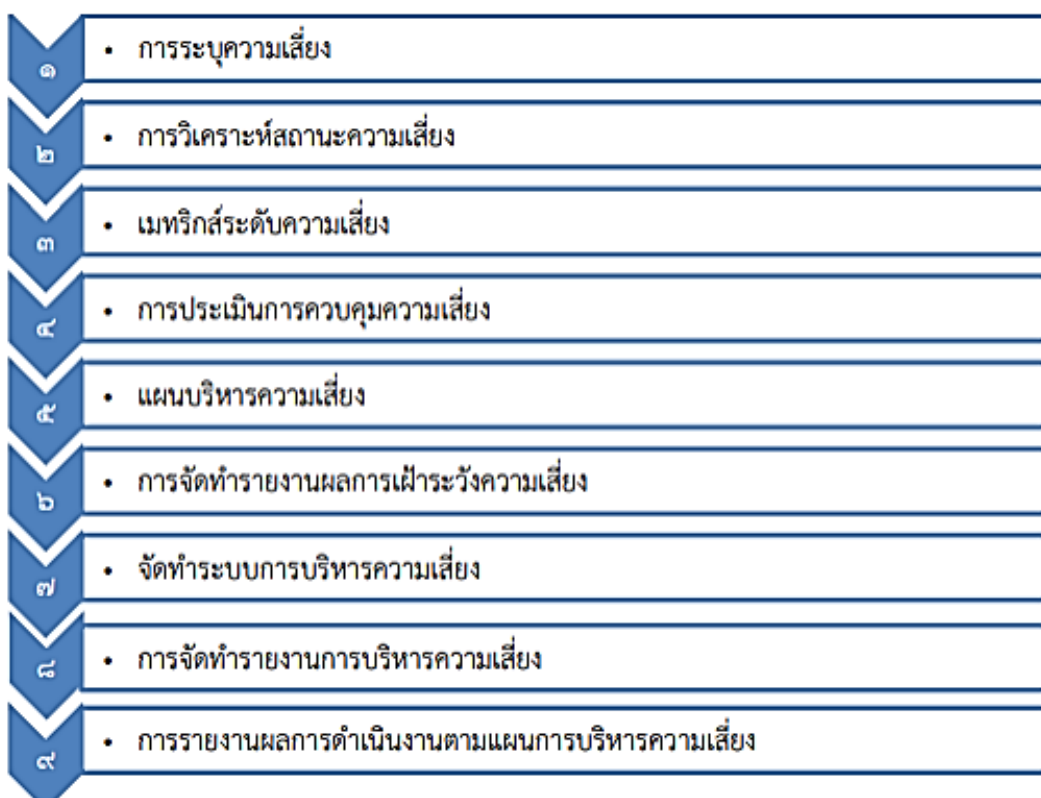 ๑ • การระบุความเสี่ยง
๒ • การวิเคราะห์สถานะความเสี่ยง
๓ • เมทริกส์ระดับความเสี่ยง
๔ • การประเมินการควบคุมความเสี่ยง
๕ • แผนบริหารความเสี่ยง
๖ • การจัดทำรายงานผลการเฝ้าระวังความเสี่ยง
๗ • จัดทำระบบการบริหารความเสี่ยง
๘ • การจัดทำรายงานการบริหารความเสี่ยง
๙ • การรายงานผลการดำเนินงานตามแผนการบริหารความเสี่ยง